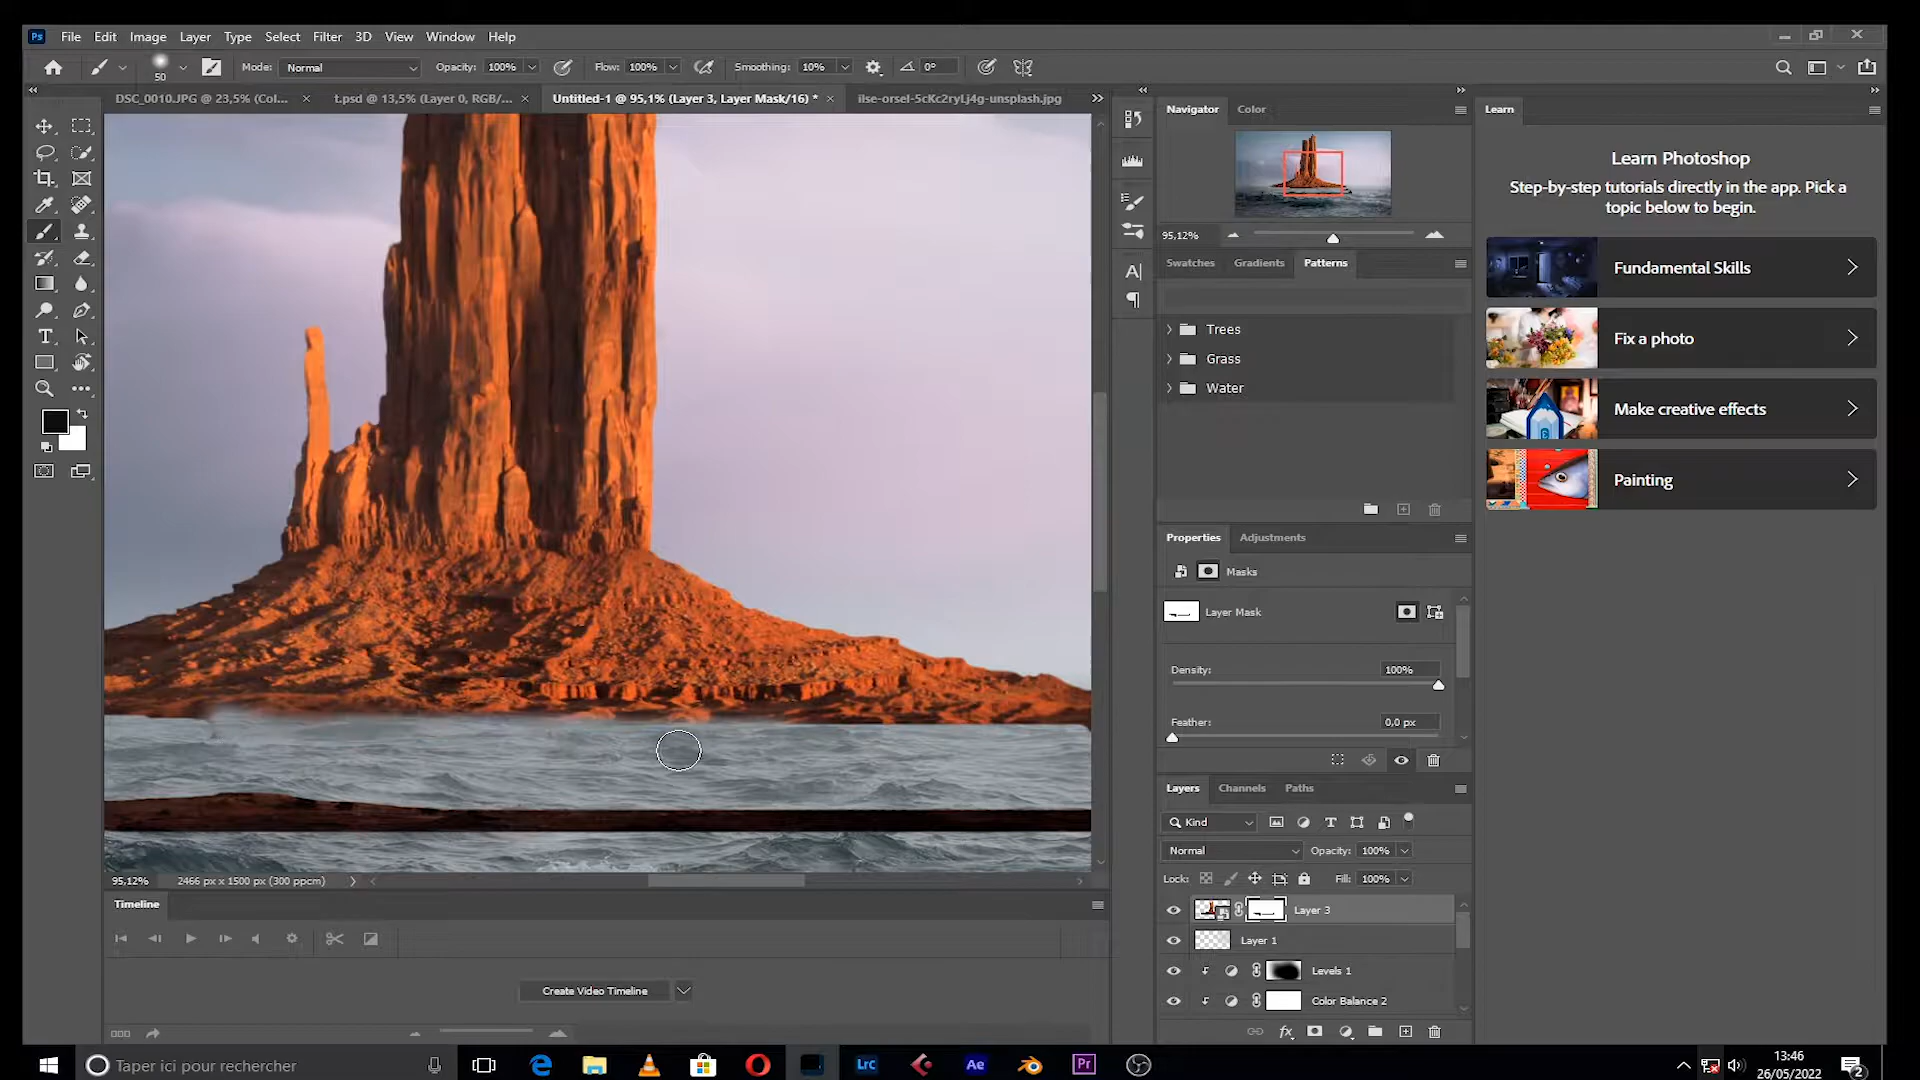 Ps File Edit Image Layer Type Select Filter 3D View Window Help
50 Mode: Normal Opacity: 100% Flow: 100% Smoothing: 10% 0°
DSC_0010.JPG @ 23,5% (Col... × t.psd @ 13,5% (Layer 0, RGB/... × Untitled-1 @ 95,1% (Layer 3, Layer Mask/16) * × ilse-orsel-5cKc2ryLj4g-unsplash.jpg
Navigator Color
95,12%
Swatches Gradients Patterns
Trees
Grass
Water
Properties Adjustments
Masks
Layer Mask
Density: 100%
Feather: 0,0 px
Layers Channels Paths
Kind
Normal Opacity: 100%
Lock: Fill: 100%
Layer 3
Layer 1
Levels 1
Color Balance 2
Learn
Learn Photoshop
Step-by-step tutorials directly in the app. Pick a
topic below to begin.
Fundamental Skills
Fix a photo
Make creative effects
Painting
95,12% 2466 px x 1500 px (300 ppcm)
Timeline
Create Video Timeline
Taper ici pour rechercher
Lrc Ae Pr
13:46
26/05/2022
2